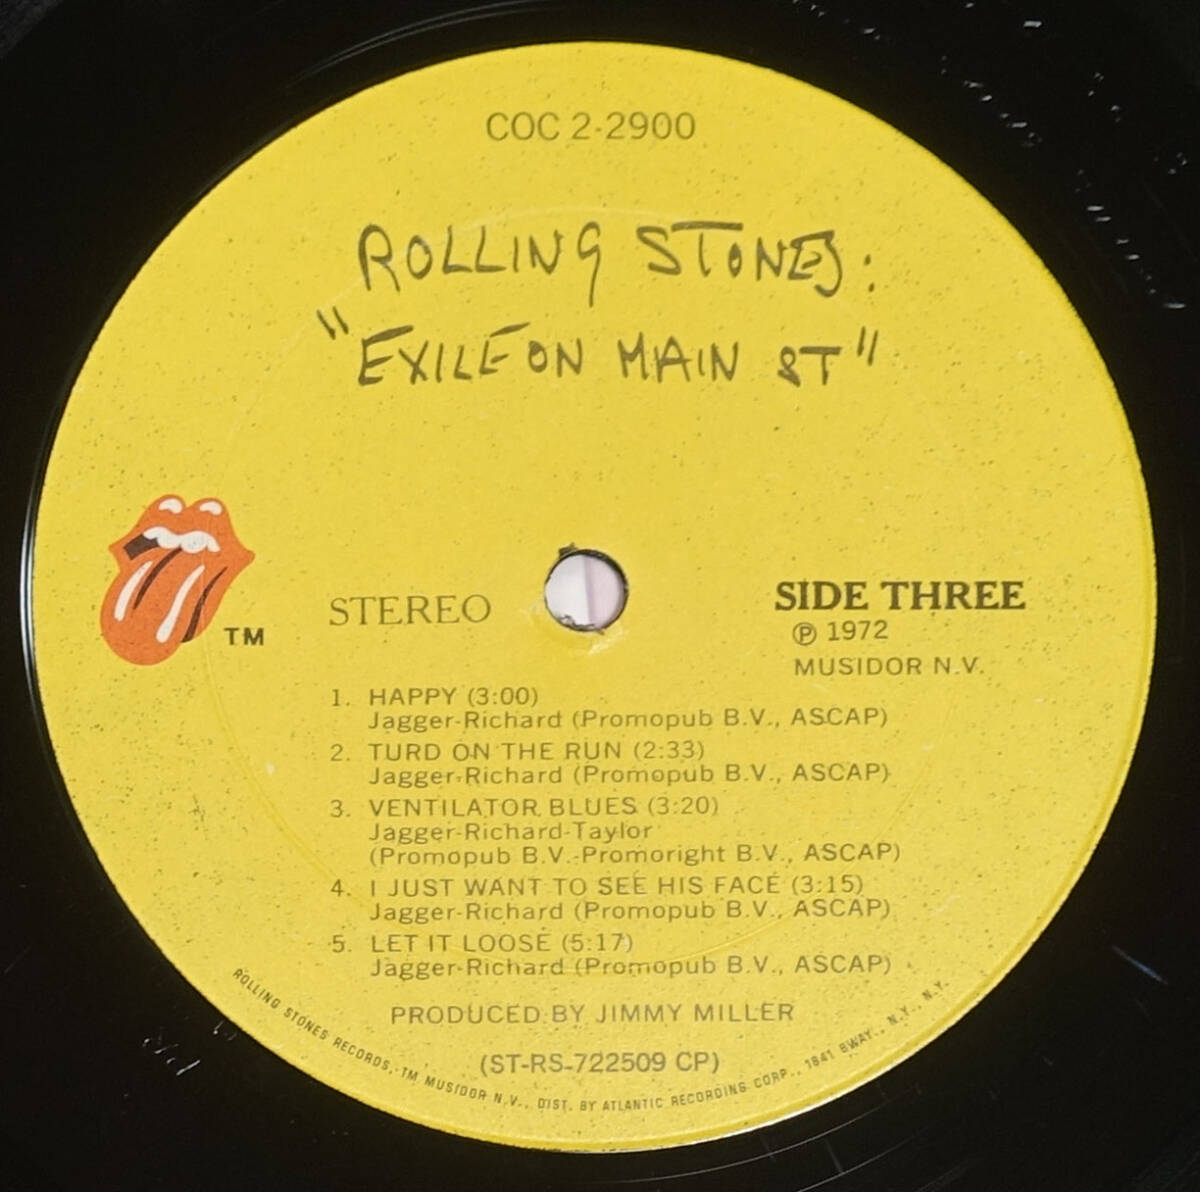 COC 2-2900
ROLLING STONES:
"EXILE ON MAIN ST"
TM
STEREO
SIDE THREE
Ⓟ 1972
MUSIDOR N.V.
1. HAPPY (3:00)
Jagger-Richard (Promopub B.V., ASCAP)
2. TURD ON THE RUN (2:33)
Jagger-Richard (Promopub B.V., ASCAP)
3. VENTILATOR BLUES (3:20)
Jagger-Richard-Taylor
(Promopub B.V.-Promoright B.V., ASCAP)
4. I JUST WANT TO SEE HIS FACE (3:15)
Jagger-Richard (Promopub B.V., ASCAP)
5. LET IT LOOSE (5:17)
Jagger-Richard (Promopub B.V., ASCAP)
PRODUCED BY JIMMY MILLER
(ST-RS-722509 CP)
ROLLING STONES RECORDS, TM MUSIDOR N.V., DIST. BY ATLANTIC RECORDING CORP., 1841 BWAY., N.Y., N.Y.